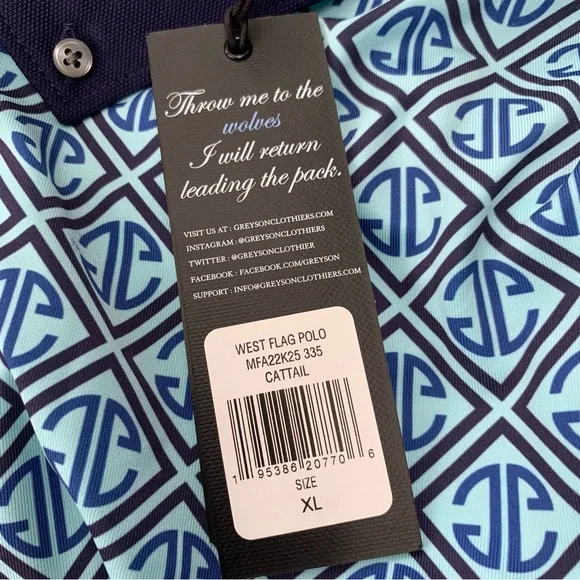 Throw me to the
wolves
I will return
leading the pack.
VISIT US AT : GREYSONCLOTHIERS.COM
INSTAGRAM : @GREYSONCLOTHIERS
TWITTER : @GREYSONCLOTHIER
FACEBOOK : FACEBOOK.COM/GREYSON
SUPPORT : INFO@GREYSONCLOTHIERS.COM
WEST FLAG POLO
MFA22K25 335
CATTAIL
1 95386 20770 6
SIZE
XL